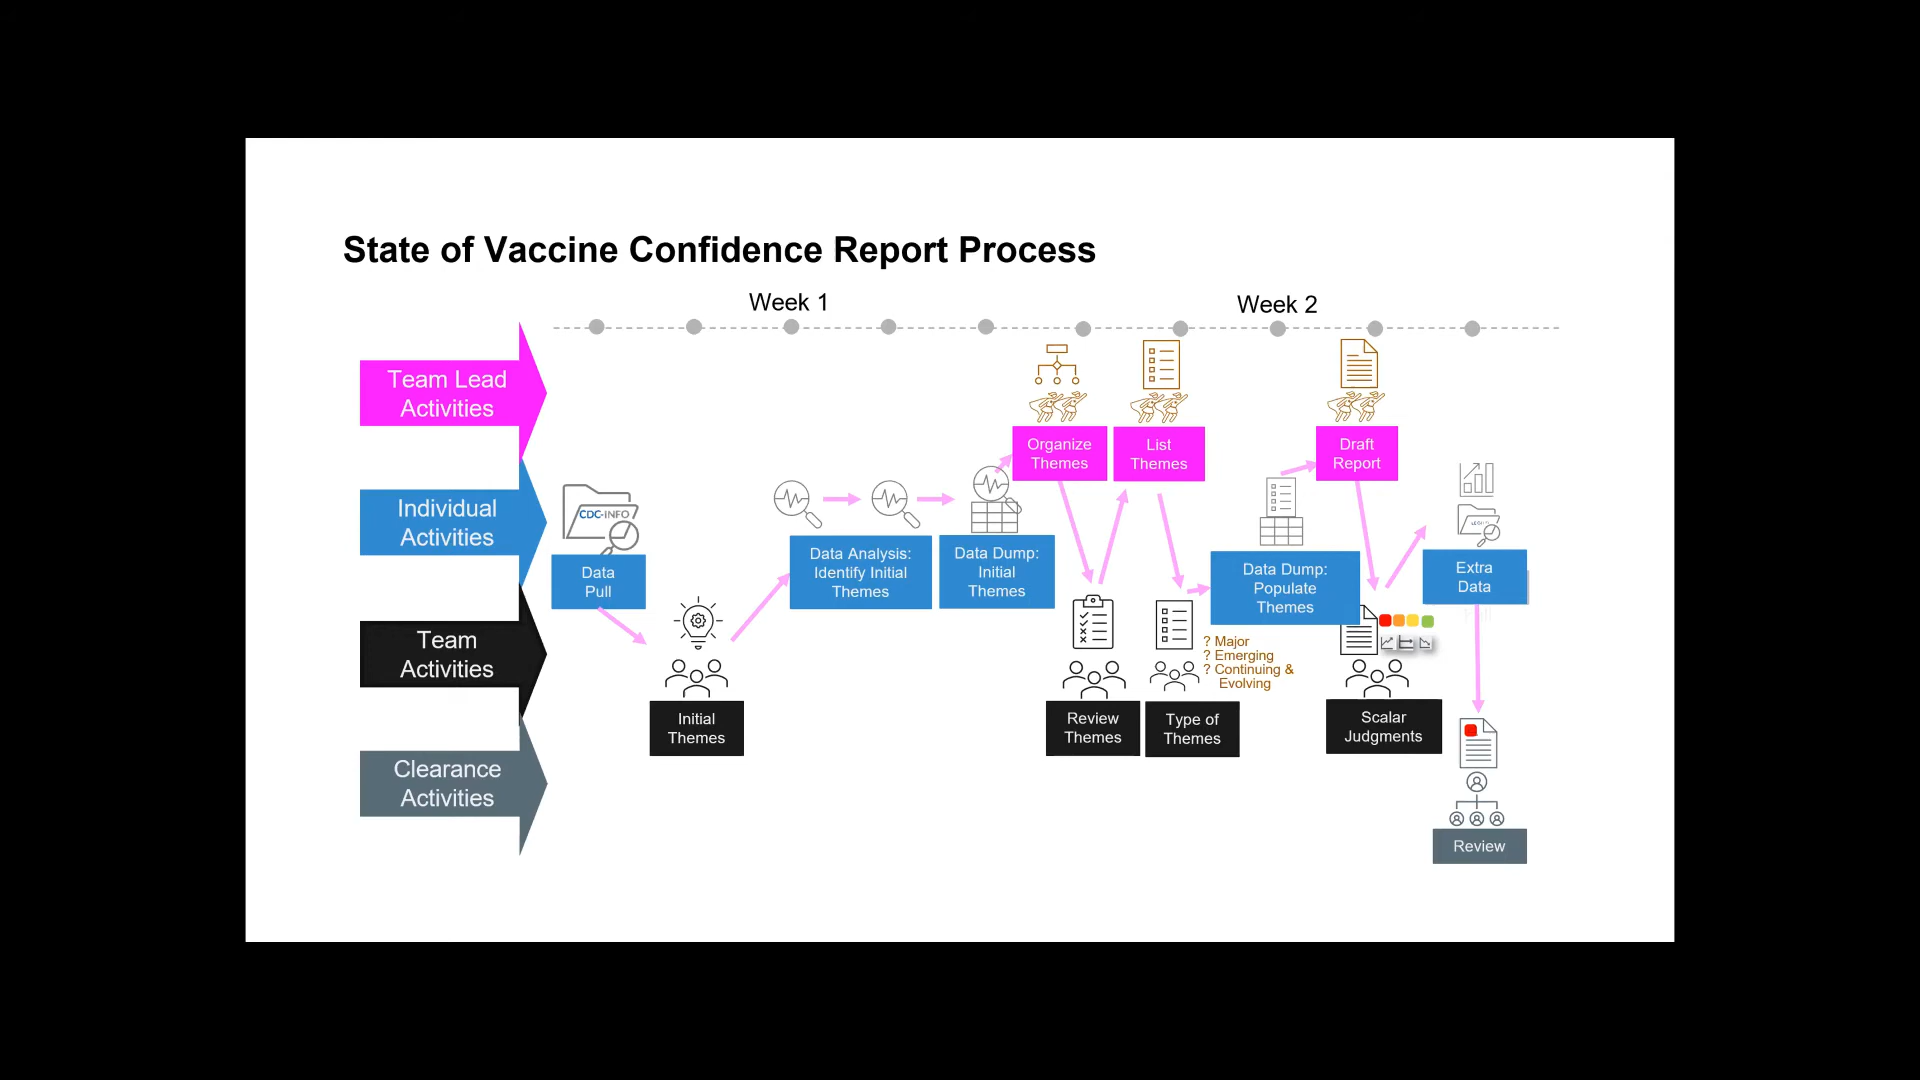 State of Vaccine Confidence Report Process
Week 1
Week 2
Team Lead
Activities
Organize
Themes
List
Themes
Draft
Report
Individual
Activities
CDC-INFO
Data
Pull
Data Analysis:
Identify Initial
Themes
Data Dump:
Initial
Themes
Data Dump:
Populate
Themes
Extra
Data
Team
Activities
Initial
Themes
Review
Themes
Type of
Themes
? Major
? Emerging
? Continuing &
Evolving
Scalar
Judgments
Clearance
Activities
Review